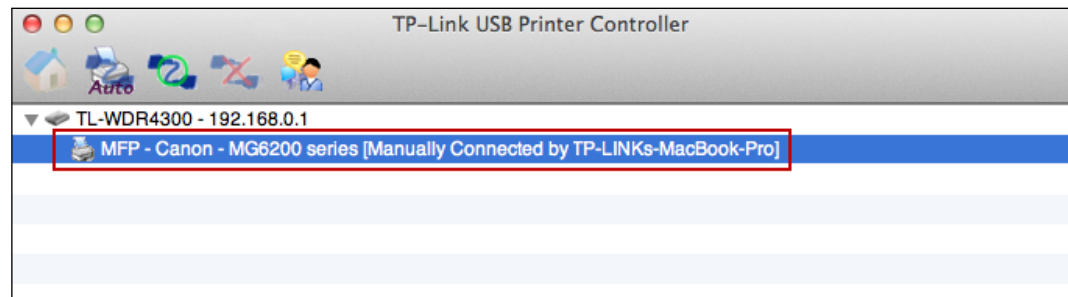 TP-Link USB Printer Controller
Auto
TL-WDR4300 - 192.168.0.1
MFP - Canon - MG6200 series [Manually Connected by TP-LINKs-MacBook-Pro]